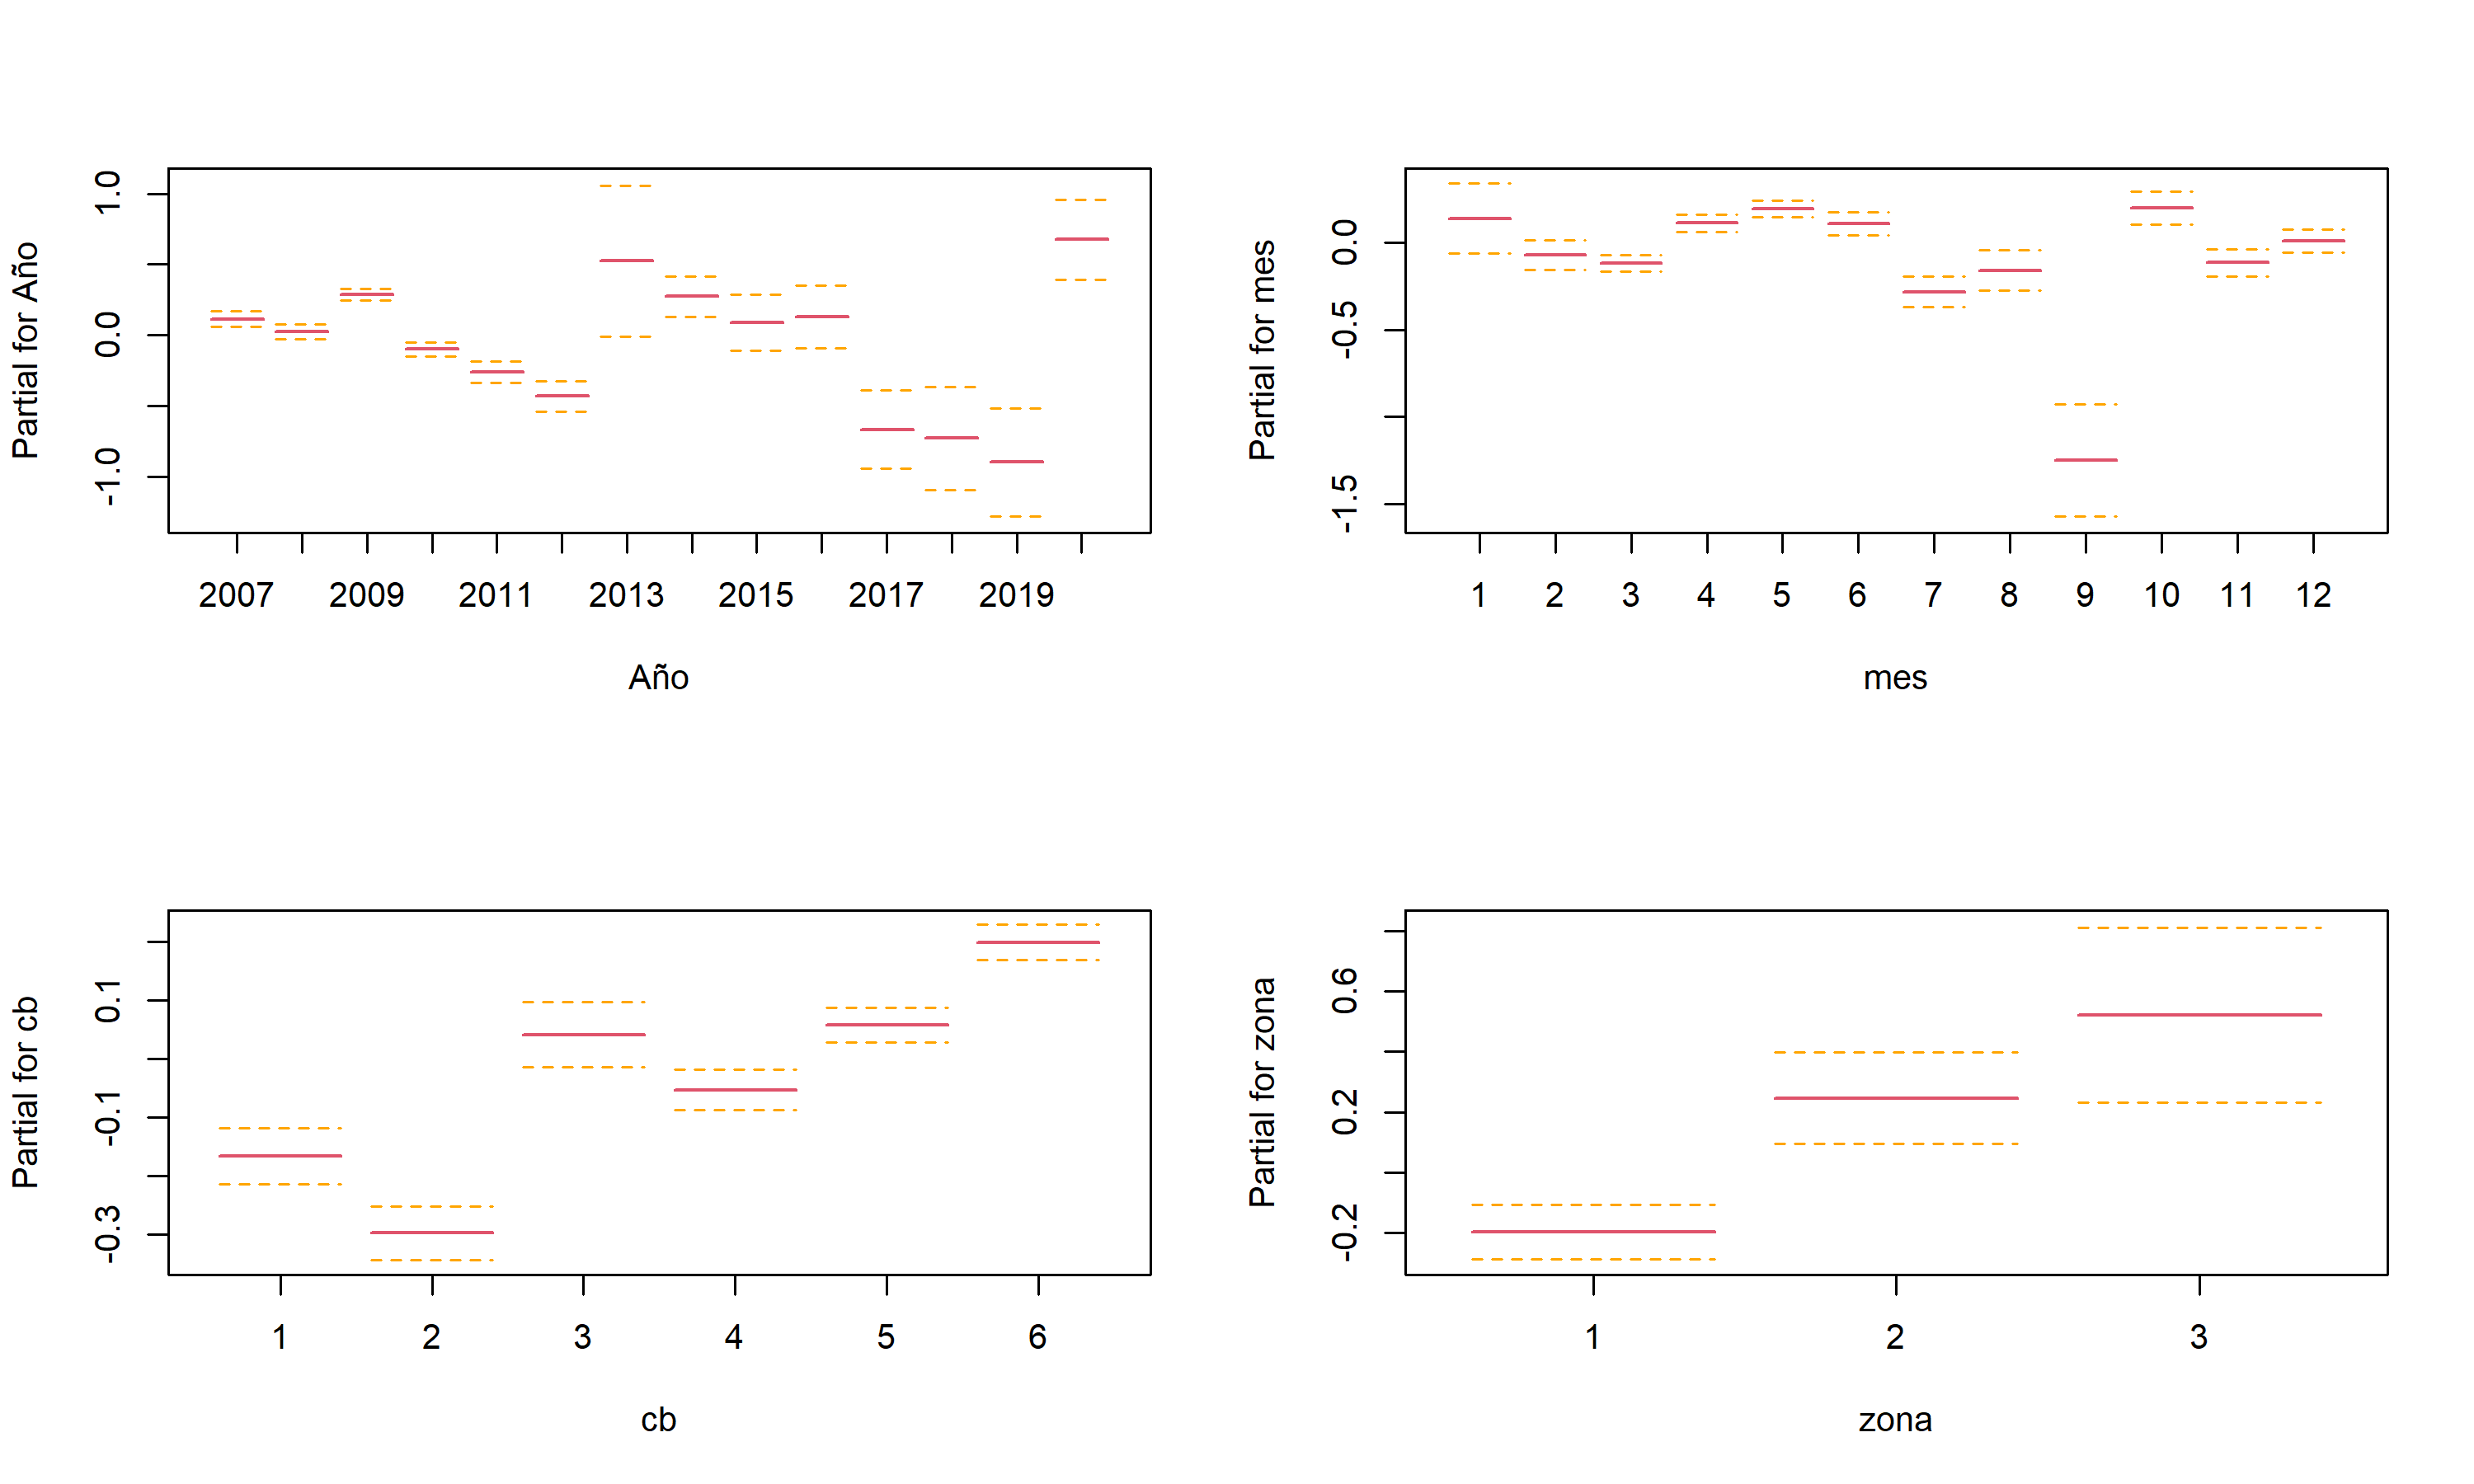 Partial for Año
1.0
0.0
-1.0
2007 2009 2011 2013 2015 2017 2019
Año
Partial for mes
0.0
-0.5
-1.5
1 2 3 4 5 6 7 8 9 10 11 12
mes
Partial for cb
0.1
-0.1
-0.3
1 2 3 4 5 6
cb
Partial for zona
0.6
0.2
-0.2
1 2 3
zona